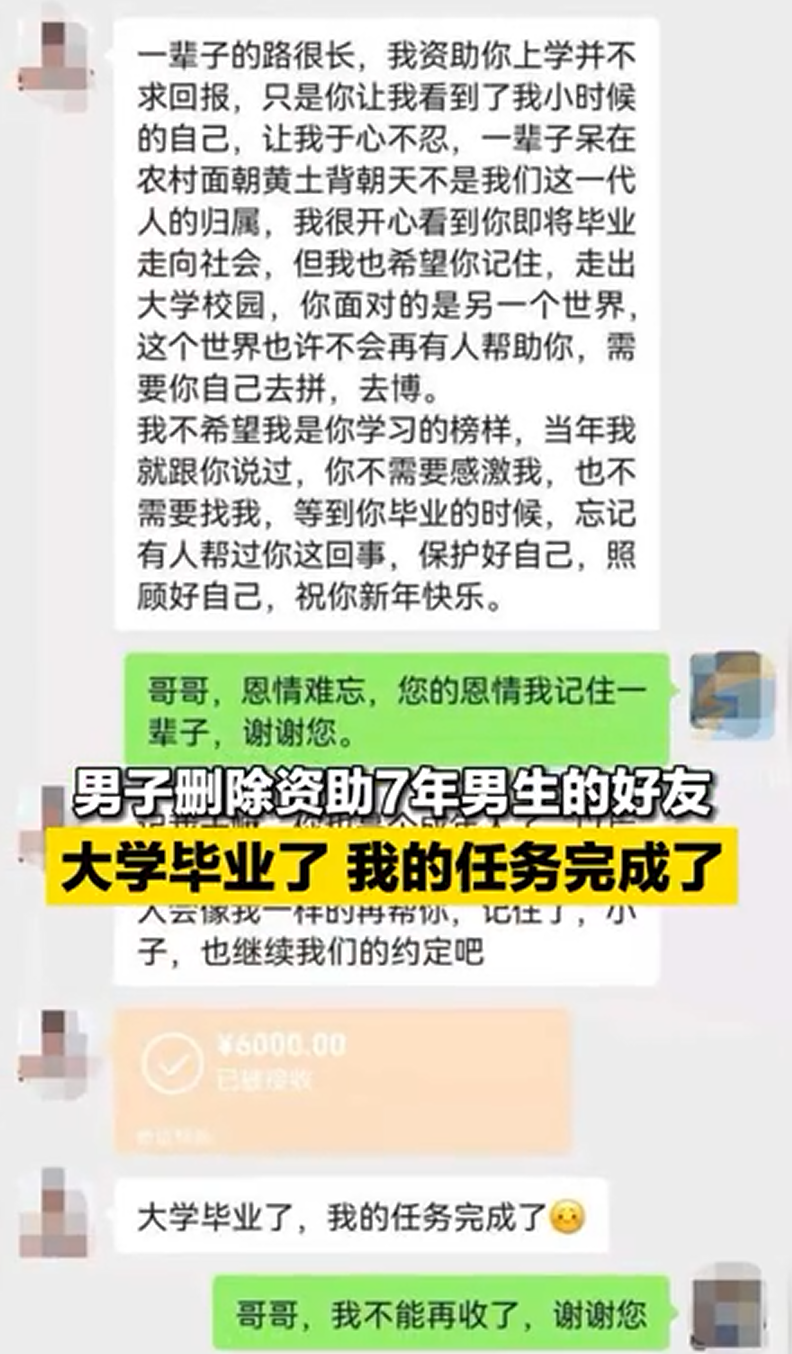 一辈子的路很长，我资助你上学并不
求回报，只是你让我看到了我小时候
的自己，让我于心不忍，一辈子呆在
农村面朝黄土背朝天不是我们这一代
人的归属，我很开心看到你即将毕业
走向社会，但我也希望你记住，走出
大学校园，你面对的是另一个世界，
这个世界也许不会再有人帮助你，需
要你自己去拼，去博。
我不希望我是你学习的榜样，当年我
就跟你说过，你不需要感激我，也不
需要找我，等到你毕业的时候，忘记
有人帮过你这回事，保护好自己，照
顾好自己，祝你新年快乐。
哥哥，恩情难忘，您的恩情我记住一
辈子，谢谢您。
男子删除资助7年男生的好友
大学毕业了 我的任务完成了
人会像我一样的再帮你，记住了，小
子，也继续我们的约定吧
¥6000.00
已被接收
大学毕业了，我的任务完成了
哥哥，我不能再收了，谢谢您